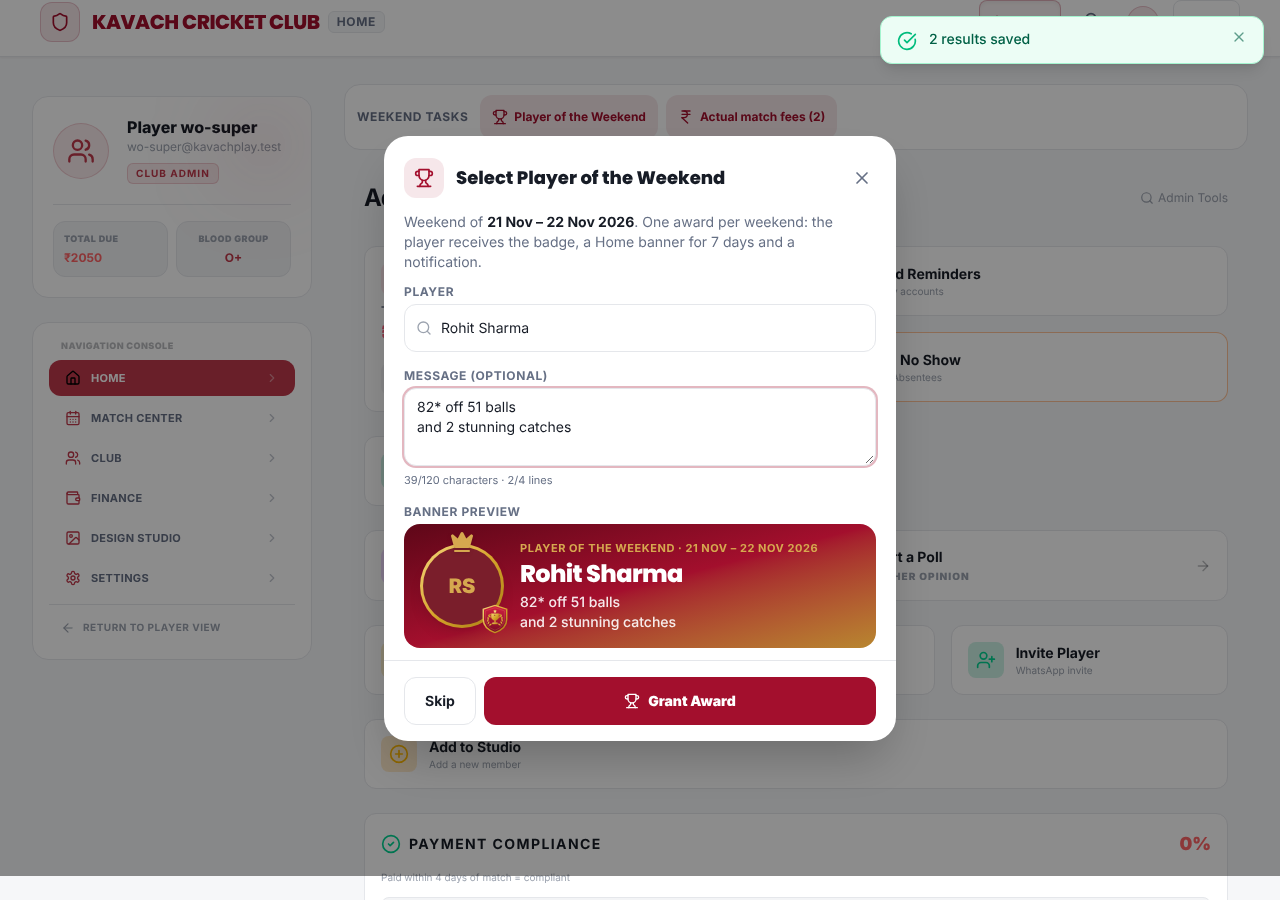 KAVACH CRICKET CLUB
HOME
2 results saved
Player wo-super
wo-super@kavachplay.test
CLUB ADMIN
TOTAL DUE
₹2050
BLOOD GROUP
O+
NAVIGATION CONSOLE
HOME
MATCH CENTER
CLUB
FINANCE
DESIGN STUDIO
SETTINGS
RETURN TO PLAYER VIEW
WEEKEND TASKS
Player of the Weekend
Actual match fees (2)
Admin Tools
Select Player of the Weekend
Weekend of 21 Nov – 22 Nov 2026. One award per weekend: the
player receives the badge, a Home banner for 7 days and a
notification.
PLAYER
Rohit Sharma
MESSAGE (OPTIONAL)
82* off 51 balls
and 2 stunning catches
39/120 characters · 2/4 lines
BANNER PREVIEW
RS
PLAYER OF THE WEEKEND · 21 NOV – 22 NOV 2026
Rohit Sharma
82* off 51 balls
and 2 stunning catches
Skip
Grant Award
Reminders
accounts
No Show
Absentees
a Poll
OPINION
Invite Player
WhatsApp invite
Add to Studio
Add a new member
PAYMENT COMPLIANCE
0%
Paid within 4 days of match = compliant